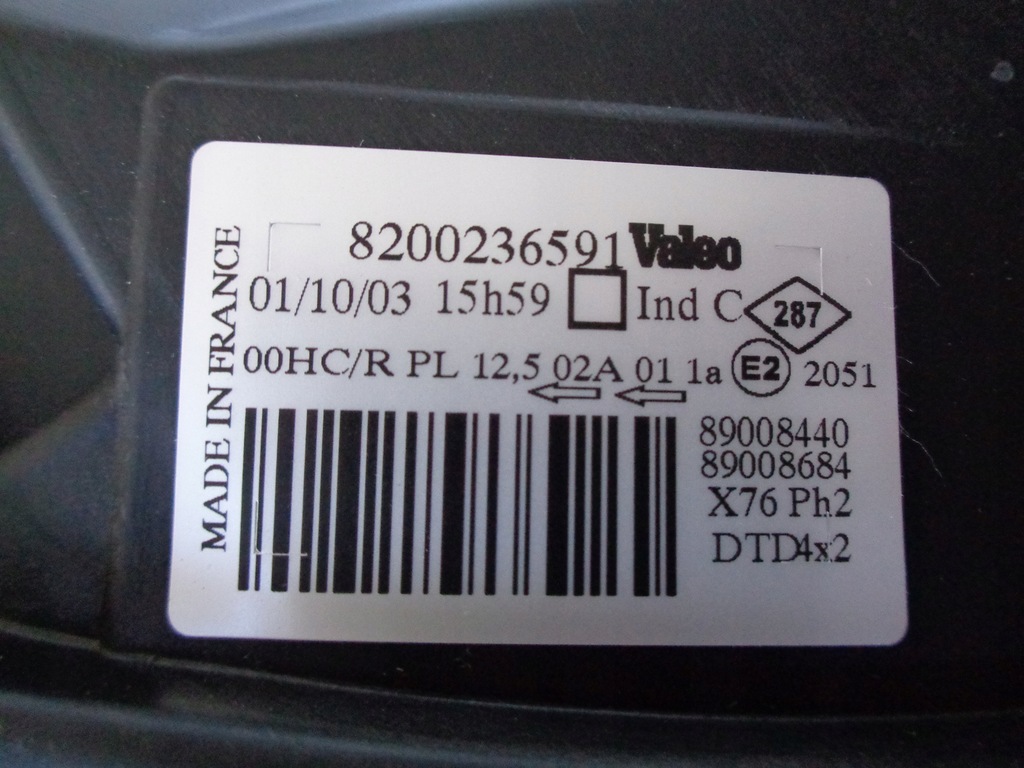 8200236591 Valeo
01/10/03 15h59 Ind C 287
00HC/R PL 12,5 02A 01 1a E2 2051
89008440
89008684
X76 Ph2
DTD4x2
MADE IN FRANCE